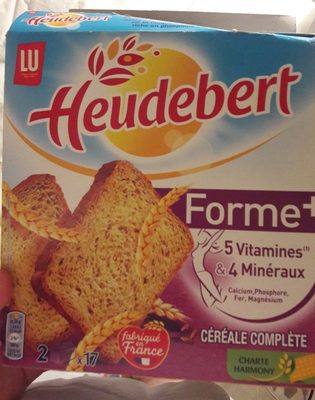 LU
Heudebert
Forme+
5 Vitamines(1)
& 4 Minéraux
Calcium, Phosphore,
Fer, Magnésium
fabriqué
en
France
CÉRÉALE COMPLÈTE
2 x17
CHARTE
HARMONY